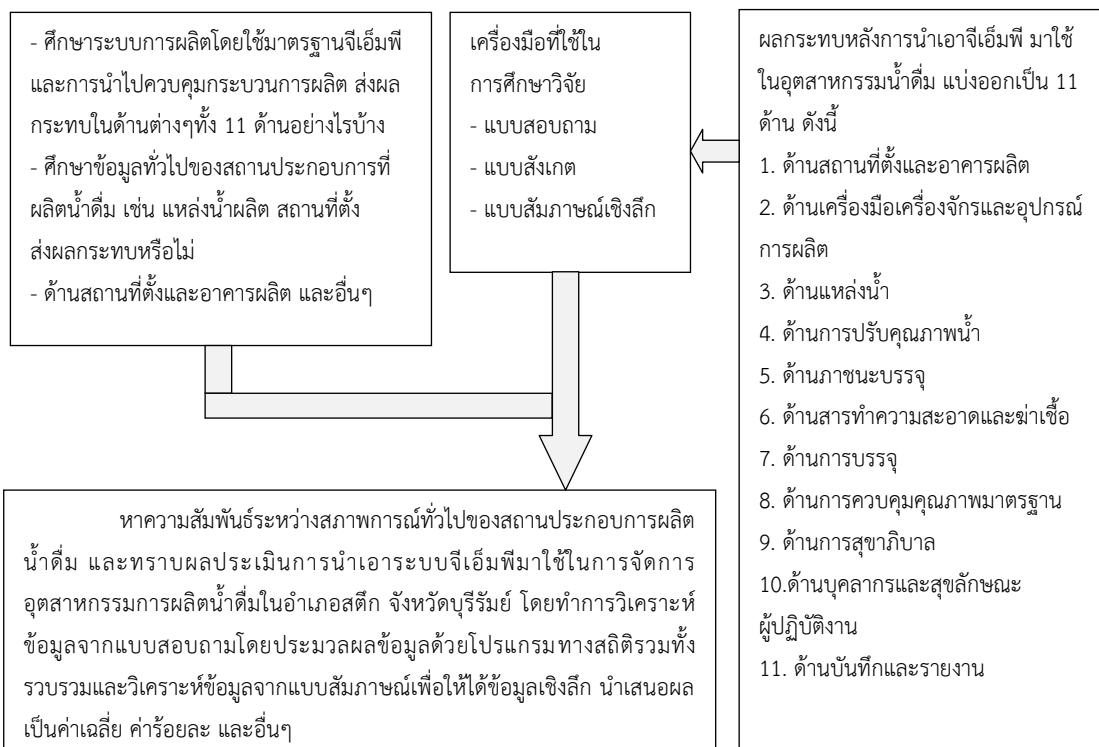 - ศึกษาระบบการผลิตโดยใช้มาตรฐานจีเอ็มพี
และการนำไปควบคุมกระบวนการผลิต ส่งผล
กระทบในด้านต่างๆทั้ง 11 ด้านอย่างไรบ้าง
- ศึกษาข้อมูลทั่วไปของสถานประกอบการที่
ผลิตน้ำดื่ม เช่น แหล่งน้ำผลิต สถานที่ตั้ง
ส่งผลกระทบหรือไม่
- ด้านสถานที่ตั้งและอาคารผลิต และอื่นๆ
เครื่องมือที่ใช้ใน
การศึกษาวิจัย
- แบบสอบถาม
- แบบสังเกต
- แบบสัมภาษณ์เชิงลึก
ผลกระทบหลังการนำเอาจีเอ็มพี มาใช้
ในอุตสาหกรรมน้ำดื่ม แบ่งออกเป็น 11
ด้าน ดังนี้
1. ด้านสถานที่ตั้งและอาคารผลิต
2. ด้านเครื่องมือเครื่องจักรและอุปกรณ์
การผลิต
3. ด้านแหล่งน้ำ
4. ด้านการปรับคุณภาพน้ำ
5. ด้านภาชนะบรรจุ
6. ด้านสารทำความสะอาดและฆ่าเชื้อ
7. ด้านการบรรจุ
8. ด้านการควบคุมคุณภาพมาตรฐาน
9. ด้านการสุขาภิบาล
10.ด้านบุคลากรและสุขลักษณะ
ผู้ปฏิบัติงาน
11. ด้านบันทึกและรายงาน
หาความสัมพันธ์ระหว่างสภาพการณ์ทั่วไปของสถานประกอบการผลิต
น้ำดื่ม และทราบผลประเมินการนำเอาระบบจีเอ็มพีมาใช้ในการจัดการ
อุตสาหกรรมการผลิตน้ำดื่มในอำเภอสตึก จังหวัดบุรีรัมย์ โดยทำการวิเคราะห์
ข้อมูลจากแบบสอบถามโดยประมวลผลข้อมูลด้วยโปรแกรมทางสถิติรวมทั้ง
รวบรวมและวิเคราะห์ข้อมูลจากแบบสัมภาษณ์เพื่อให้ได้ข้อมูลเชิงลึก นำเสนอผล
เป็นค่าเฉลี่ย ค่าร้อยละ และอื่นๆ